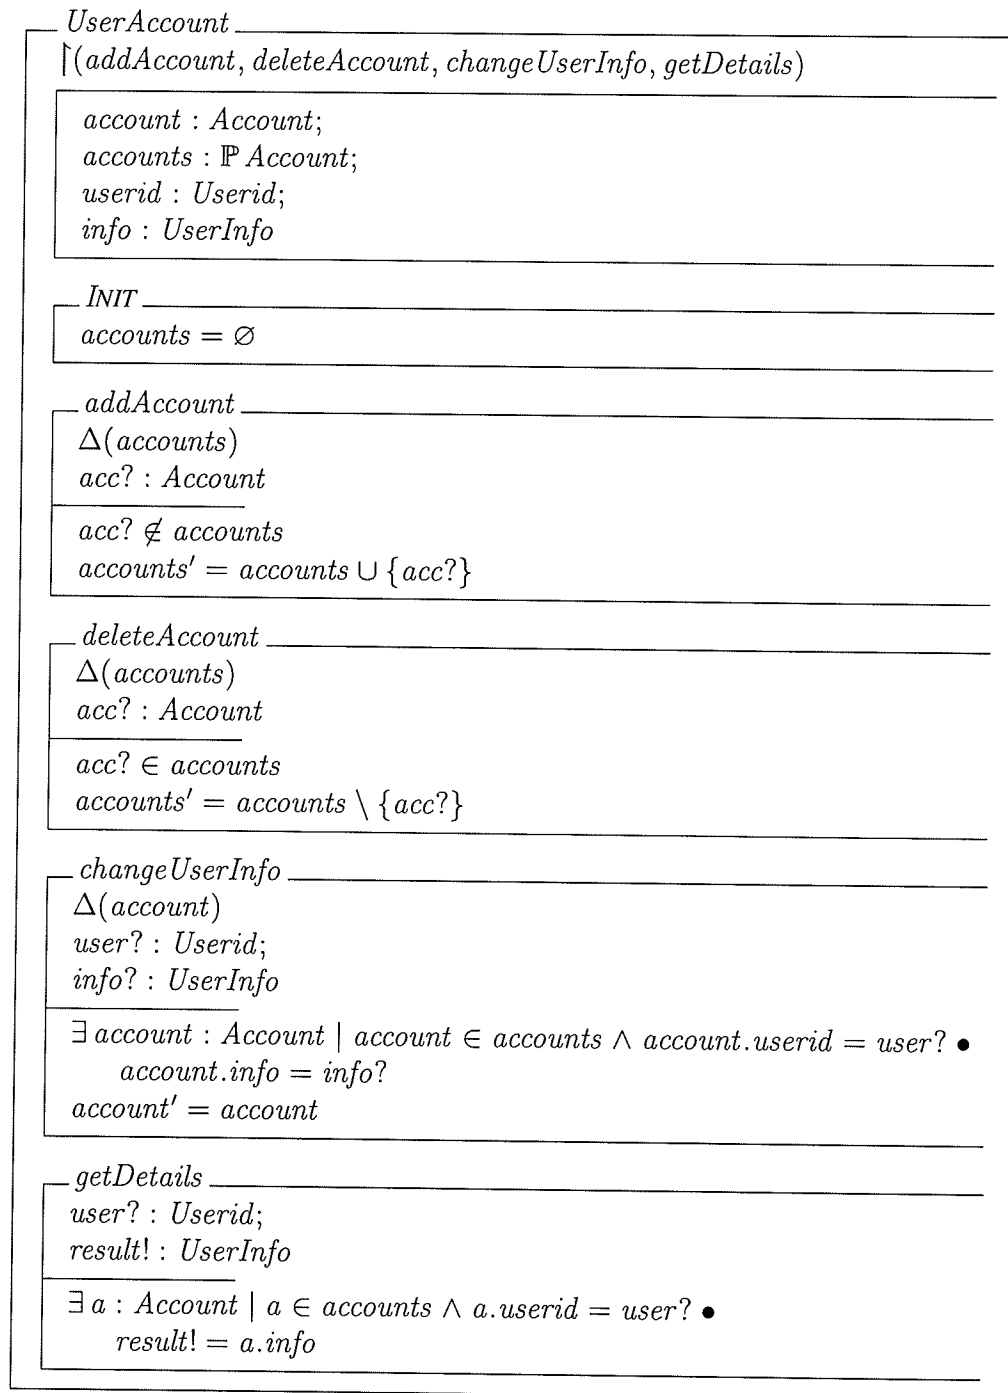 UserAccount
↾(addAccount, deleteAccount, changeUserInfo, getDetails)
account : Account;
accounts : ℙ Account;
userid : Userid;
info : UserInfo
INIT
accounts = ∅
addAccount
Δ(accounts)
acc? : Account
acc? ∉ accounts
accounts′ = accounts ∪ {acc?}
deleteAccount
Δ(accounts)
acc? : Account
acc? ∈ accounts
accounts′ = accounts \ {acc?}
changeUserInfo
Δ(account)
user? : Userid;
info? : UserInfo
∃ account : Account | account ∈ accounts ∧ account.userid = user? •
account.info = info?
account′ = account
getDetails
user? : Userid;
result! : UserInfo
∃ a : Account | a ∈ accounts ∧ a.userid = user? •
result! = a.info